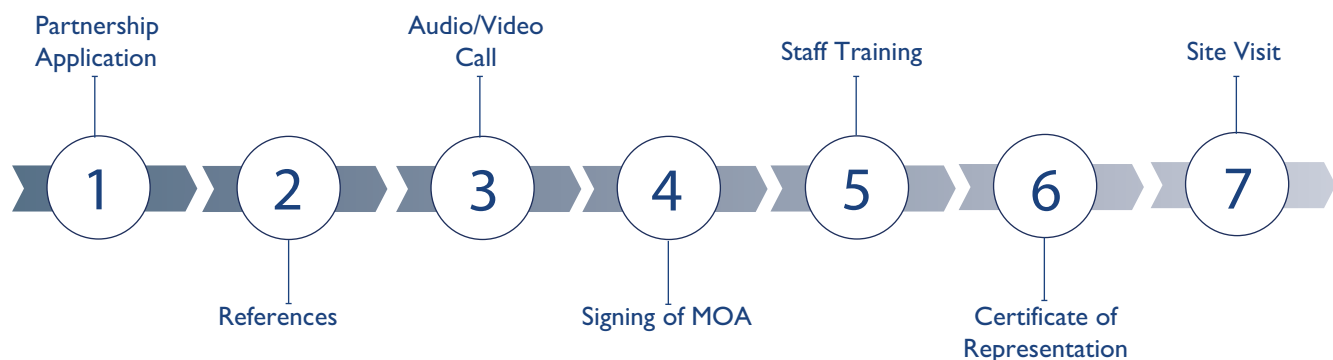 Partnership
Application
Audio/Video
Call
Staff Training
Site Visit
1
2
3
4
5
6
7
References
Signing of MOA
Certificate of
Representation